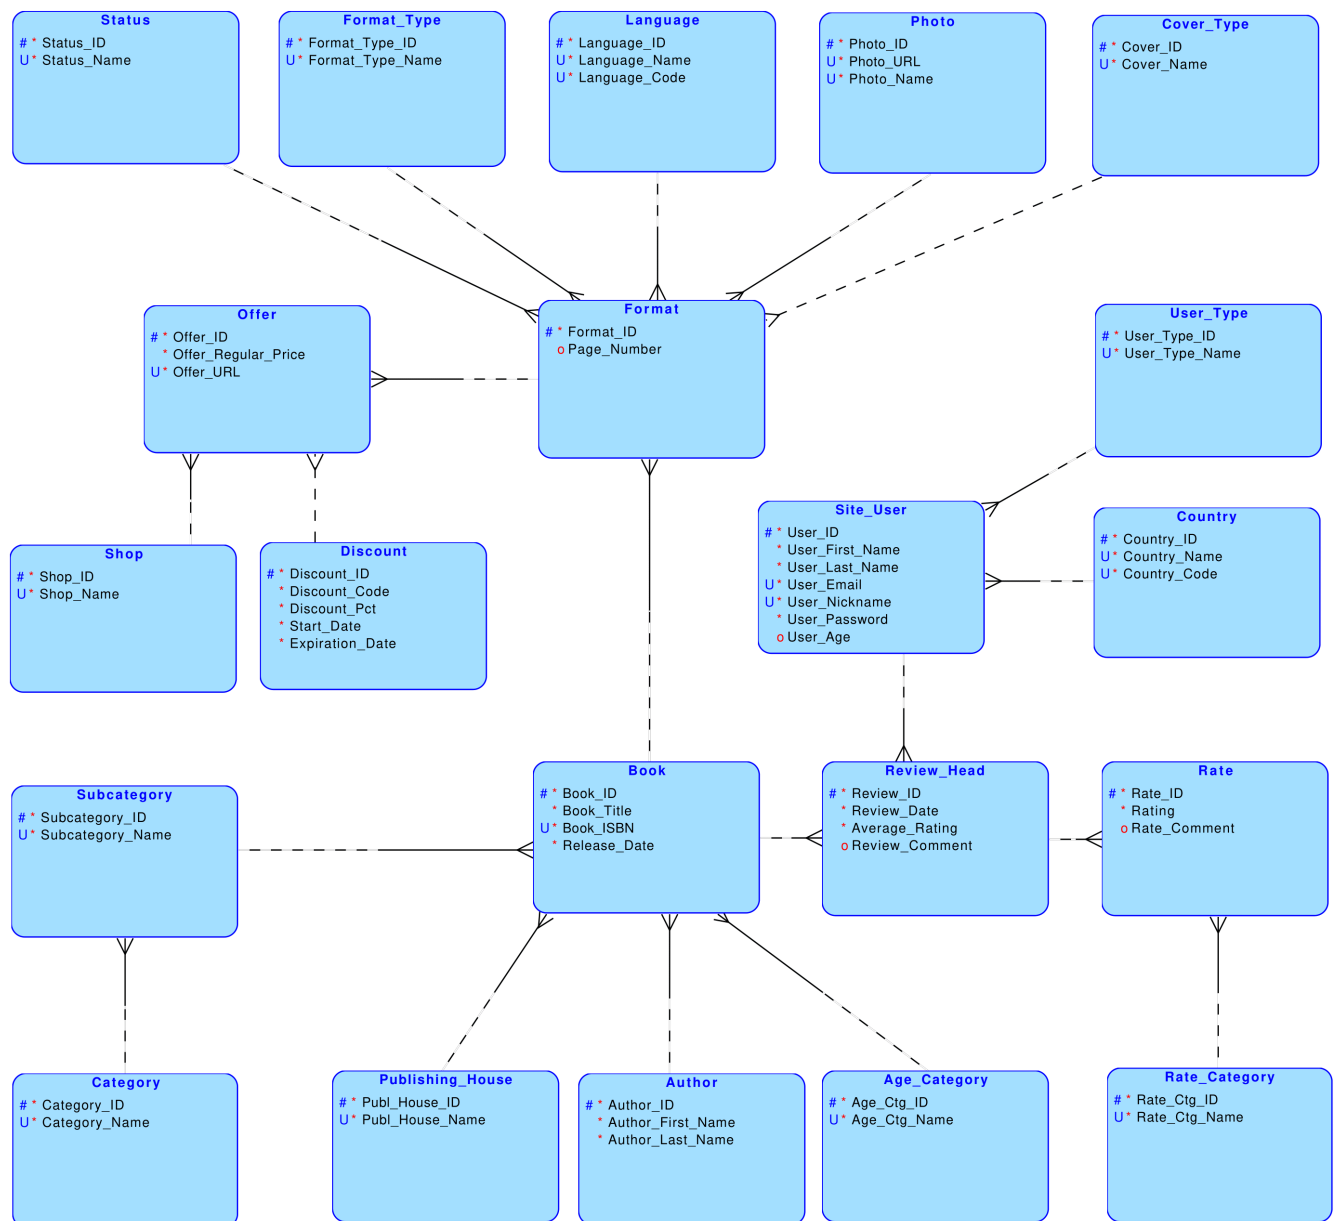 Status
# * Status_ID
U * Status_Name
Format_Type
# * Format_Type_ID
U * Format_Type_Name
Language
# * Language_ID
U * Language_Name
U * Language_Code
Photo
# * Photo_ID
U * Photo_URL
U * Photo_Name
Cover_Type
# * Cover_ID
U * Cover_Name
Offer
# * Offer_ID
* Offer_Regular_Price
U * Offer_URL
Format
# * Format_ID
o Page_Number
User_Type
# * User_Type_ID
U * User_Type_Name
Shop
# * Shop_ID
U * Shop_Name
Discount
# * Discount_ID
* Discount_Code
* Discount_Pct
* Start_Date
* Expiration_Date
Site_User
# * User_ID
* User_First_Name
* User_Last_Name
U * User_Email
U * User_Nickname
* User_Password
o User_Age
Country
# * Country_ID
U * Country_Name
U * Country_Code
Subcategory
# * Subcategory_ID
U * Subcategory_Name
Book
# * Book_ID
* Book_Title
U * Book_ISBN
* Release_Date
Review_Head
# * Review_ID
* Review_Date
* Average_Rating
o Review_Comment
Rate
# * Rate_ID
* Rating
o Rate_Comment
Category
# * Category_ID
U * Category_Name
Publishing_House
# * Publ_House_ID
U * Publ_House_Name
Author
# * Author_ID
* Author_First_Name
* Author_Last_Name
Age_Category
# * Age_Ctg_ID
U * Age_Ctg_Name
Rate_Category
# * Rate_Ctg_ID
U * Rate_Ctg_Name